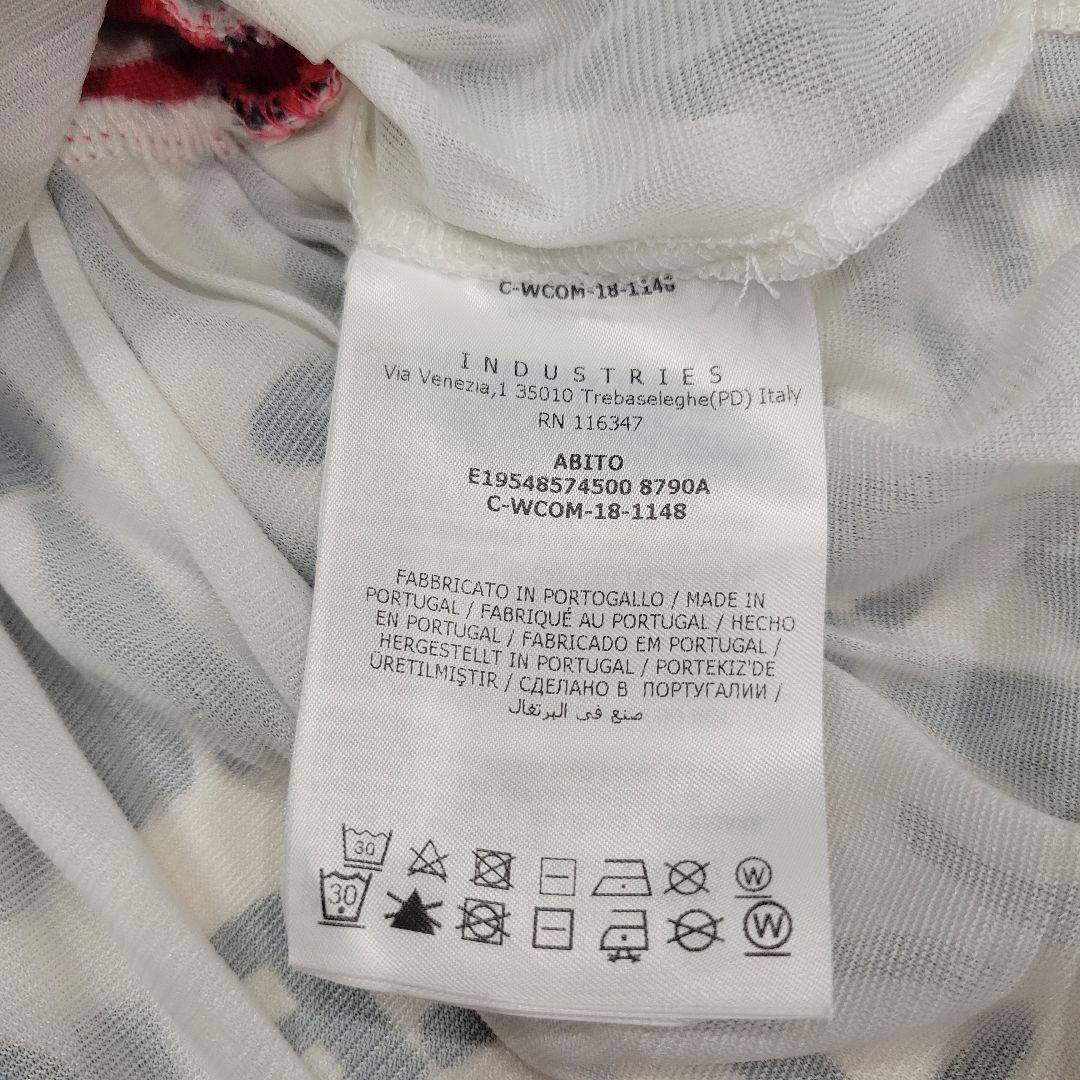 C-WCOM-18-1148
INDUSTRIES
Via Venezia,1 35010 Trebaseleghe(PD) Italy
RN 116347
ABITO
E19548574500 8790A
C-WCOM-18-1148
FABBRICATO IN PORTOGALLO / MADE IN
PORTUGAL / FABRIQUÉ AU PORTUGAL / HECHO
EN PORTUGAL / FABRICADO EM PORTUGAL /
HERGESTELLT IN PORTUGAL / PORTEKIZ'DE
ÜRETILMIŞTIR / СДЕЛАНО В ПОРТУГАЛИИ /
صنع في البرتغال
30 W
30 W